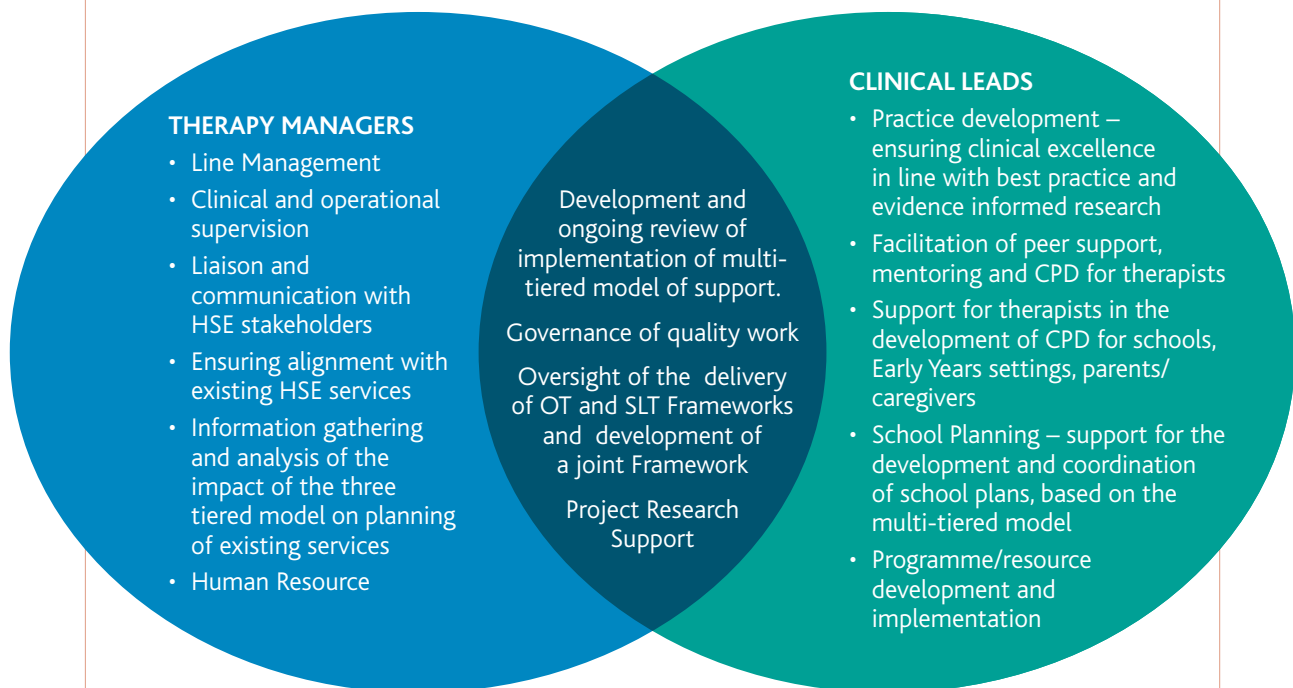 THERAPY MANAGERS
• Line Management
• Clinical and operational
supervision
• Liaison and
communication with
HSE stakeholders
• Ensuring alignment with
existing HSE services
• Information gathering
and analysis of the
impact of the three
tiered model on planning
of existing services
• Human Resource
Development and
ongoing review of
implementation of multi-
tiered model of support.
Governance of quality work
Oversight of the delivery
of OT and SLT Frameworks
and development of
a joint Framework
Project Research
Support
CLINICAL LEADS
• Practice development –
ensuring clinical excellence
in line with best practice and
evidence informed research
• Facilitation of peer support,
mentoring and CPD for therapists
• Support for therapists in the
development of CPD for schools,
Early Years settings, parents/
caregivers
• School Planning – support for the
development and coordination
of school plans, based on the
multi-tiered model
• Programme/resource
development and
implementation